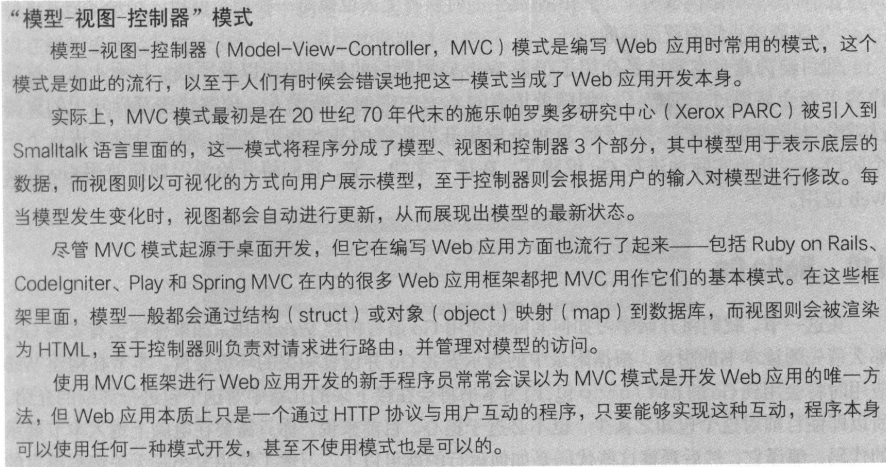 “模型-视图-控制器”模式
模型-视图-控制器（Model-View-Controller，MVC）模式是编写 Web 应用时常用的模式，这个
模式是如此的流行，以至于人们有时候会错误地把这一模式当成了 Web 应用开发本身。
实际上，MVC 模式最初是在 20 世纪 70 年代末的施乐帕罗奥多研究中心（Xerox PARC）被引入到
Smalltalk 语言里面的，这一模式将程序分成了模型、视图和控制器 3 个部分，其中模型用于表示底层的
数据，而视图则以可视化的方式向用户展示模型，至于控制器则会根据用户的输入对模型进行修改。每
当模型发生变化时，视图都会自动进行更新，从而展现出模型的最新状态。
尽管 MVC 模式起源于桌面开发，但它在编写 Web 应用方面也流行了起来——包括 Ruby on Rails、
CodeIgniter、Play 和 Spring MVC 在内的很多 Web 应用框架都把 MVC 用作它们的基本模式。在这些框
架里面，模型一般都会通过结构（struct）或对象（object）映射（map）到数据库，而视图则会被渲染
为 HTML，至于控制器则负责对请求进行路由，并管理对模型的访问。
使用 MVC 框架进行 Web 应用开发的新手程序员常常会误以为 MVC 模式是开发 Web 应用的唯一方
法，但 Web 应用本质上只是一个通过 HTTP 协议与用户互动的程序，只要能够实现这种互动，程序本身
可以使用任何一种模式开发，甚至不使用模式也是可以的。